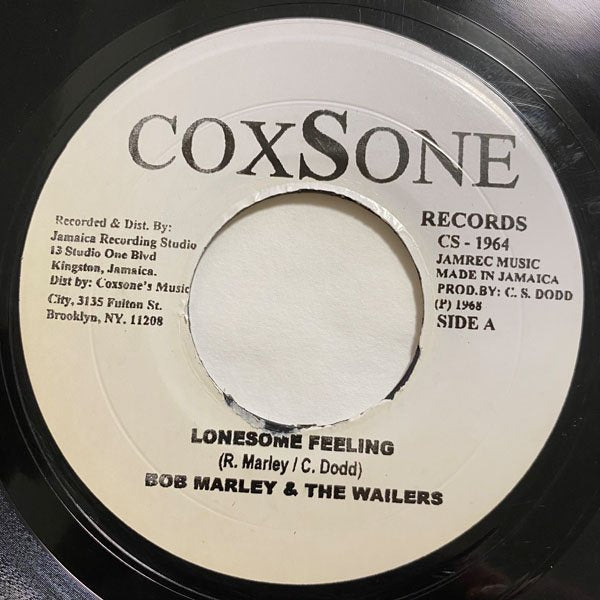 COXSONE
Recorded & Dist. By:
Jamaica Recording Studio
13 Studio One Blvd
Kingston, Jamaica.
Dist by: Coxsone's Music
City, 3135 Fulton St.
Brooklyn, NY. 11208
RECORDS
CS - 1964
JAMREC MUSIC
MADE IN JAMAICA
PROD.BY: C. S. DODD
(P) 1968
SIDE A
LONESOME FEELING
(R. Marley / C. Dodd)
BOB MARLEY & THE WAILERS